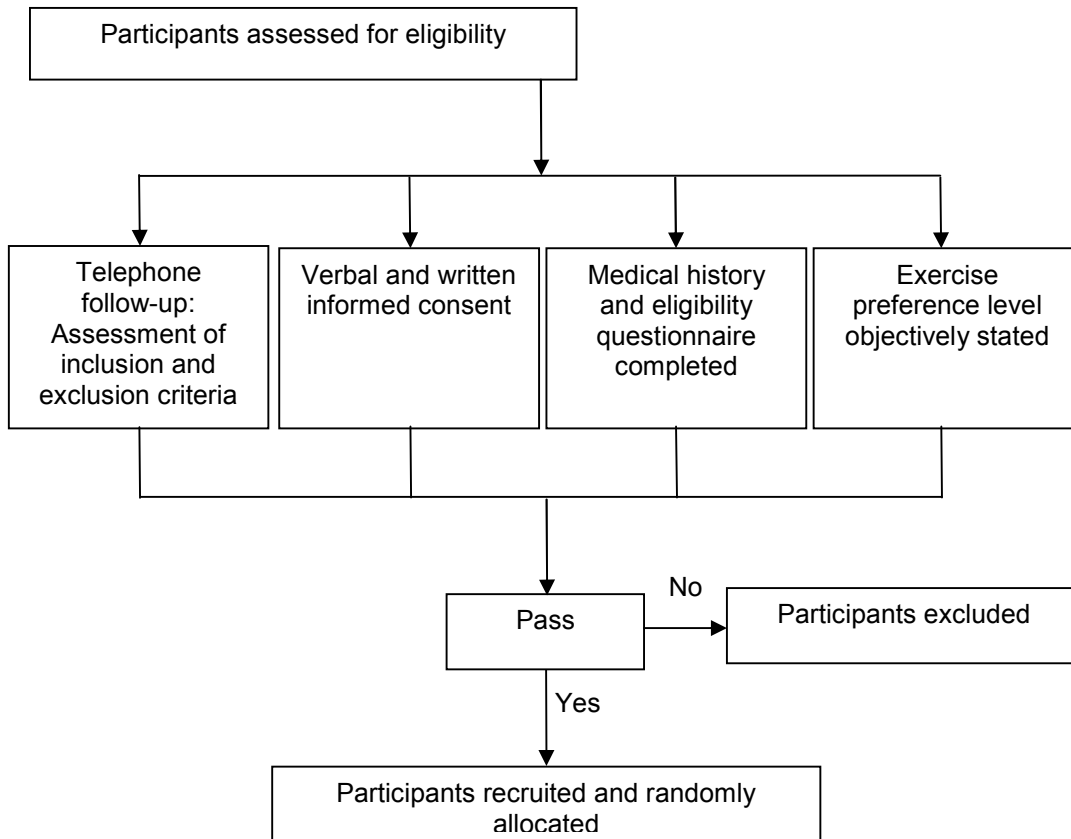 Participants assessed for eligibility
Telephone
follow-up:
Assessment of
inclusion and
exclusion criteria
Verbal and written
informed consent
Medical history
and eligibility
questionnaire
completed
Exercise
preference level
objectively stated
Pass
No
Participants excluded
Yes
Participants recruited and randomly
allocated